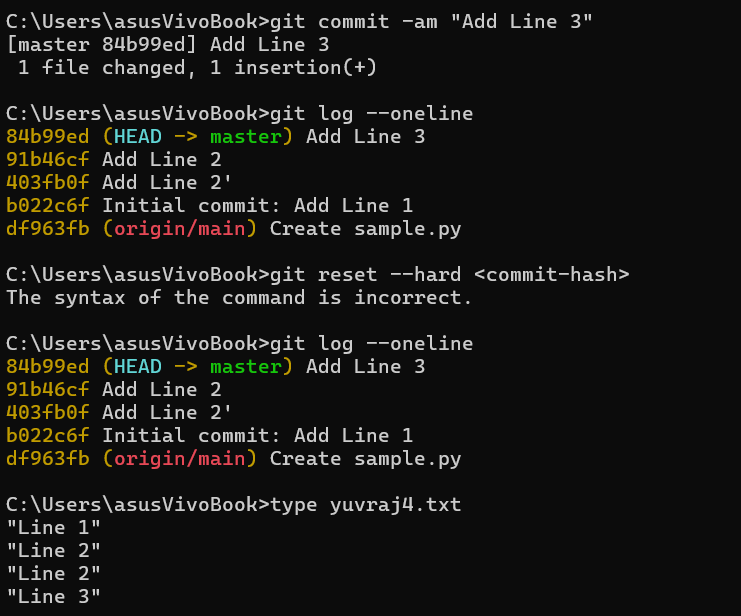 C:\Users\asusVivoBook>git commit -am "Add Line 3"
[master 84b99ed] Add Line 3
 1 file changed, 1 insertion(+)
C:\Users\asusVivoBook>git log --oneline
84b99ed (HEAD -> master) Add Line 3
91b46cf Add Line 2
403fb0f Add Line 2'
b022c6f Initial commit: Add Line 1
df963fb (origin/main) Create sample.py
C:\Users\asusVivoBook>git reset --hard <commit-hash>
The syntax of the command is incorrect.
C:\Users\asusVivoBook>git log --oneline
84b99ed (HEAD -> master) Add Line 3
91b46cf Add Line 2
403fb0f Add Line 2'
b022c6f Initial commit: Add Line 1
df963fb (origin/main) Create sample.py
C:\Users\asusVivoBook>type yuvraj4.txt
"Line 1"
"Line 2"
"Line 2"
"Line 3"